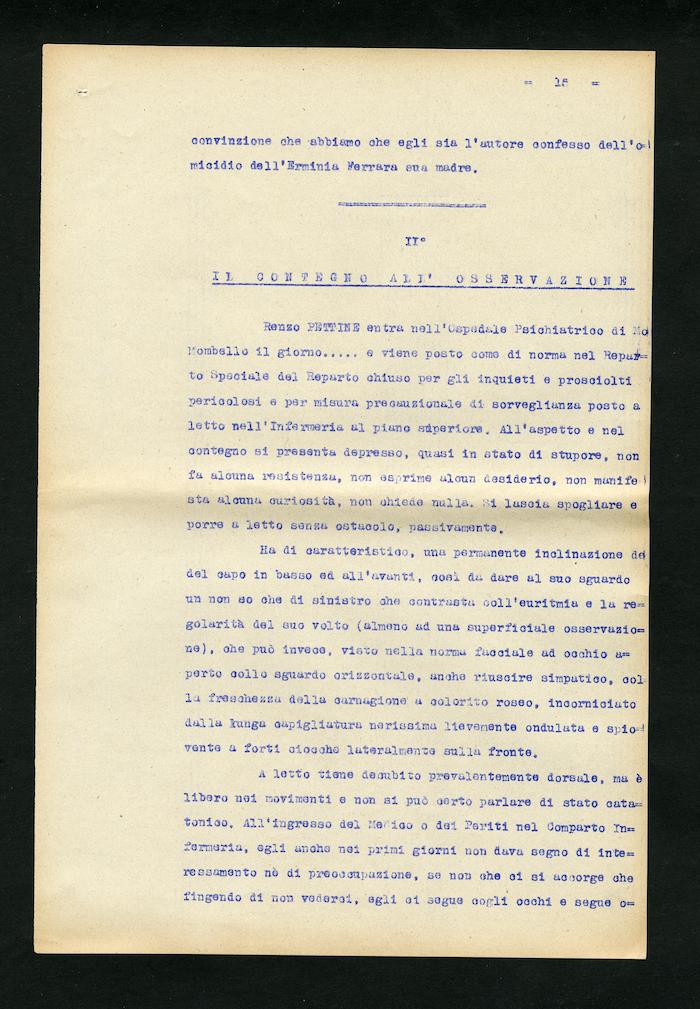 = 15 =
convinzione che abbiamo che egli sia l'autore confesso dell'o=
micidio dell'Erminia Ferrara sua madre.
II°
IL CONTEGNO ALL' OSSERVAZIONE
Renzo PETTINE entra nell'Ospedale Psichiatrico di Mo
Mombello il giorno..... e viene posto come di norma nel Repar=
to Speciale del Reparto chiuso per gli inquieti e prosciolti
pericolosi e per misura precauzionale di sorveglianza posto a
letto nell'Infermeria al piano superiore. All'aspetto e nel
contegno si presenta depresso, quasi in stato di stupore, non
fa alcuna resistenza, non esprime alcun desiderio, non manife
sta alcuna curiosità, non chiede nulla. Si lascia spogliare e
porre a letto senza ostacolo, passivamente.
Ha di caratteristico, una permanente inclinazione de
del capo in basso ed all'avanti, così da dare al suo sguardo
un non so che di sinistro che contrasta coll'euritmia e la re=
golarità del suo volto (almeno ad una superficiale osservazio=
ne), che può invece, visto nella norma facciale ad occhio a=
perto collo sguardo orizzontale, anche riuscire simpatico, col
la freschezza della carnagione a colorito roseo, incorniciato
dalla lunga capigliatura nerissima lievemente ondulata e spio=
vente a forti ciocche lateralmente sulla fronte.
A letto tiene decubito prevalentemente dorsale, ma è
libero nei movimenti e non si può certo parlare di stato cata=
tonico. All'ingresso del Medico o dei Periti nel Comparto In=
fermeria, egli anche nei primi giorni non dava segno di inte=
ressamento nè di preoccupazione, se non che ci si accorge che
fingendo di non vederci, egli ci segue cogli occhi e segue o=